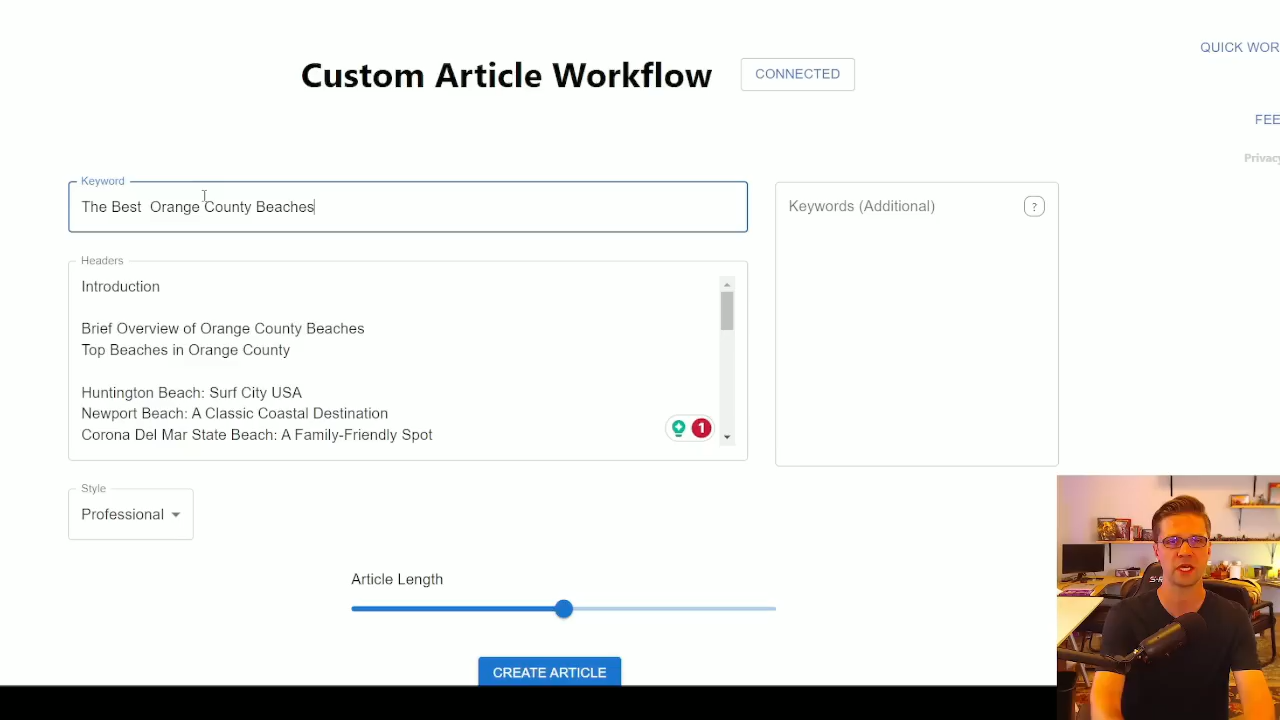 QUICK WOR
Custom Article Workflow
CONNECTED
FEE
Privacy
Keyword
The Best  Orange County Beaches
Keywords (Additional)
?
Headers
Introduction
Brief Overview of Orange County Beaches
Top Beaches in Orange County
Huntington Beach: Surf City USA
Newport Beach: A Classic Coastal Destination
Corona Del Mar State Beach: A Family-Friendly Spot
1
Style
Professional
Article Length
CREATE ARTICLE